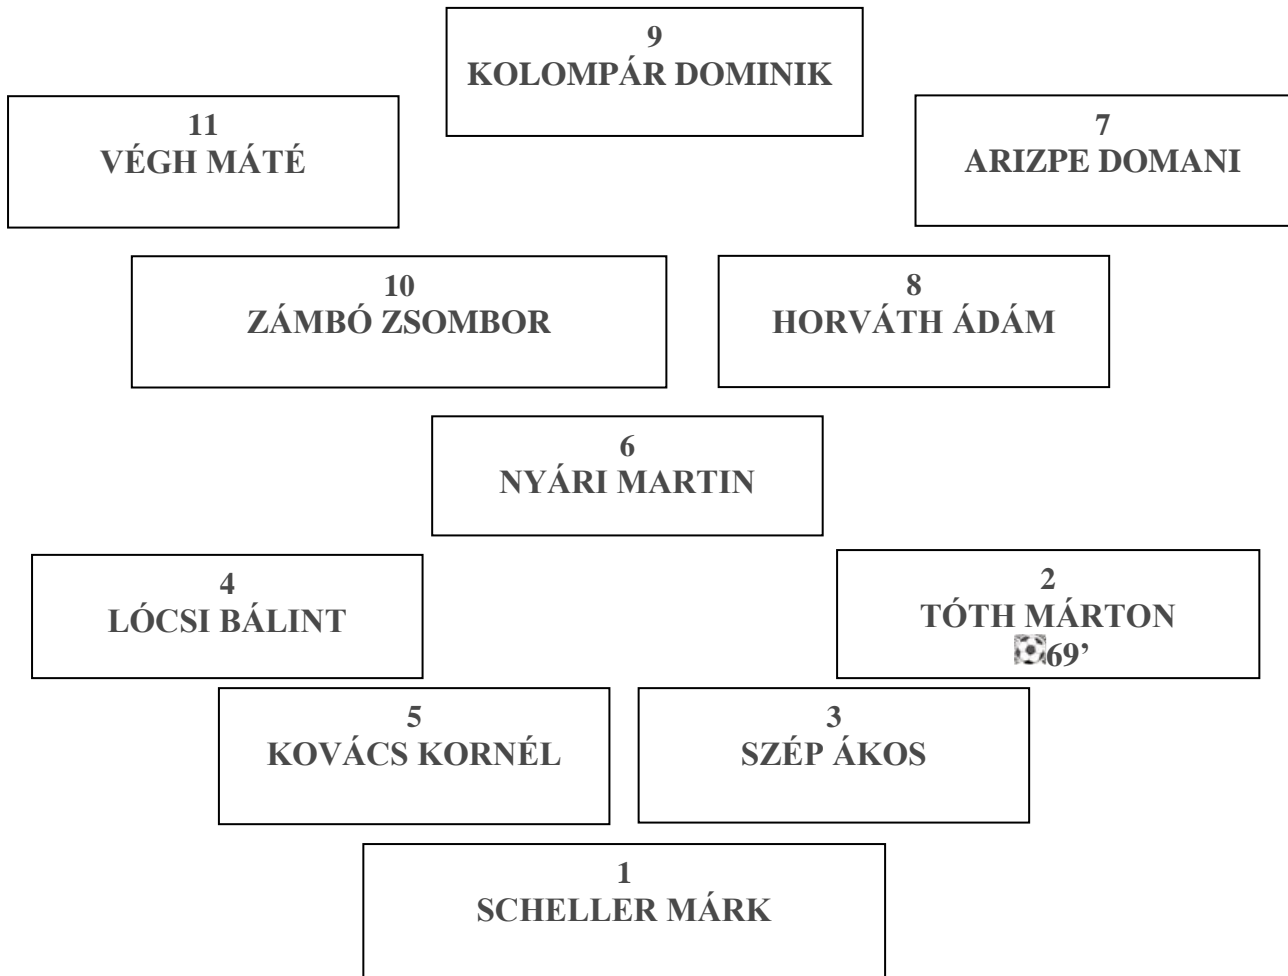 9
KOLOMPÁR DOMINIK
11
VÉGH MÁTÉ
7
ARIZPE DOMANI
10
ZÁMBÓ ZSOMBOR
8
HORVÁTH ÁDÁM
6
NYÁRI MARTIN
4
LÓCSI BÁLINT
2
TÓTH MÁRTON
69’
5
KOVÁCS KORNÉL
3
SZÉP ÁKOS
1
SCHELLER MÁRK